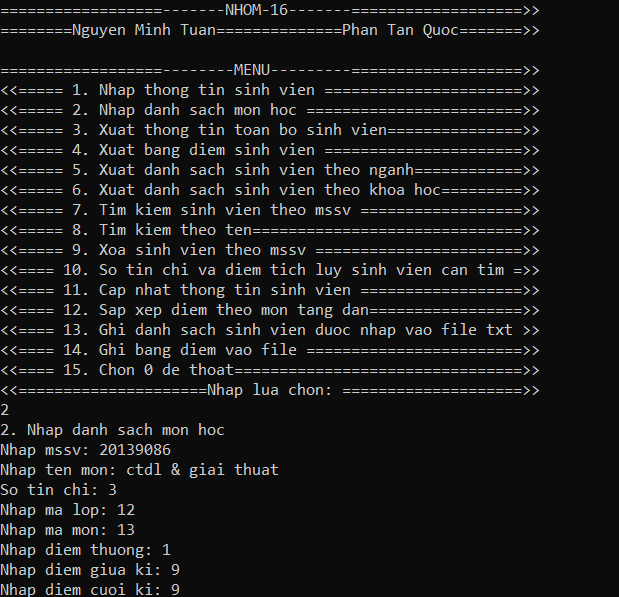 ==================-------NHOM-16-------===================>>
========Nguyen Minh Tuan==============Phan Tan Quoc=======>>
==================--------MENU---------===================>>
<<===== 1. Nhap thong tin sinh vien ======================>>
<<===== 2. Nhap danh sach mon hoc ========================>>
<<===== 3. Xuat thong tin toan bo sinh vien===============>>
<<===== 4. Xuat bang diem sinh vien ======================>>
<<===== 5. Xuat danh sach sinh vien theo nganh============>>
<<===== 6. Xuat danh sach sinh vien theo khoa hoc=========>>
<<===== 7. Tim kiem sinh vien theo mssv ==================>>
<<===== 8. Tim kiem theo ten==============================>>
<<===== 9. Xoa sinh vien theo mssv =======================>>
<<==== 10. So tin chi va diem tich luy sinh vien can tim =>>
<<==== 11. Cap nhat thong tin sinh vien ==================>>
<<==== 12. Sap xep diem theo mon tang dan=================>>
<<==== 13. Ghi danh sach sinh vien duoc nhap vao file txt >>
<<==== 14. Ghi bang diem vao file ========================>>
<<==== 15. Chon 0 de thoat================================>>
<<=====================Nhap lua chon: ====================>>
2
2. Nhap danh sach mon hoc
Nhap mssv: 20139086
Nhap ten mon: ctdl & giai thuat
So tin chi: 3
Nhap ma lop: 12
Nhap ma mon: 13
Nhap diem thuong: 1
Nhap diem giua ki: 9
Nhap diem cuoi ki: 9